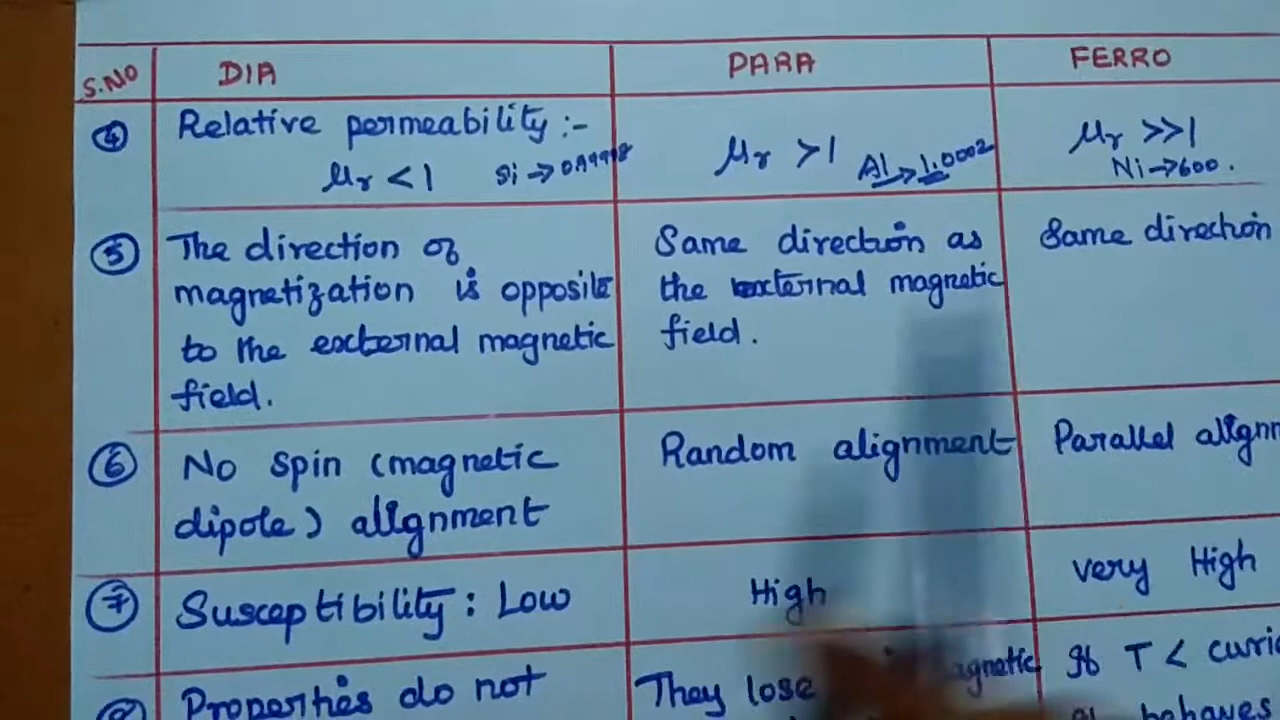 S.NO DIA PARA FERRO
④ Relative permeability :-
μr < 1 Si → 0.9998 μr > 1 Al → 1.0002 μr >> 1
Ni → 600.
⑤ The direction of
magnetization is opposite
to the external magnetic
field.
Same direction as
the external magnetic
field.
Same direction
⑥ No spin (magnetic
dipole) alignment
Random alignment
Parallel alignm
⑦ Susceptibility : Low
High
very High
Properties do not
They lose
If T < curi
behaves